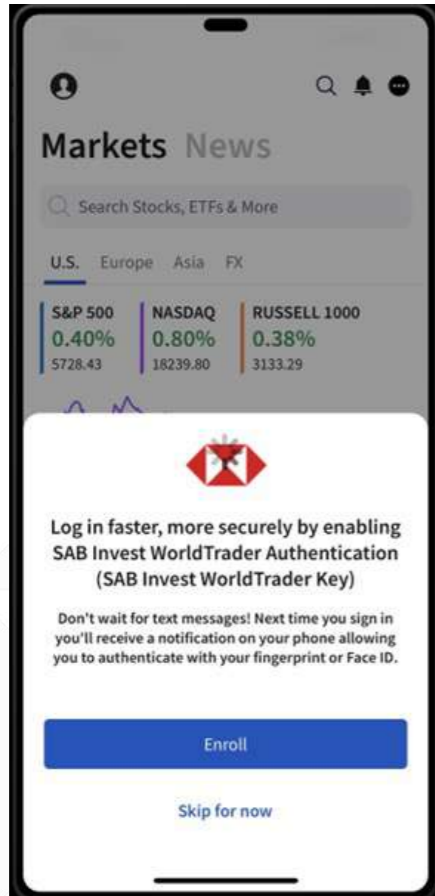 Markets News
Search Stocks, ETFs & More
U.S. Europe Asia FX
S&P 500 NASDAQ RUSSELL 1000
0.40% 0.80% 0.38%
5728.43 18239.80 3133.29
Log in faster, more securely by enabling
SAB Invest WorldTrader Authentication
(SAB Invest WorldTrader Key)
Don't wait for text messages! Next time you sign in
you'll receive a notification on your phone allowing
you to authenticate with your fingerprint or Face ID.
Enroll
Skip for now